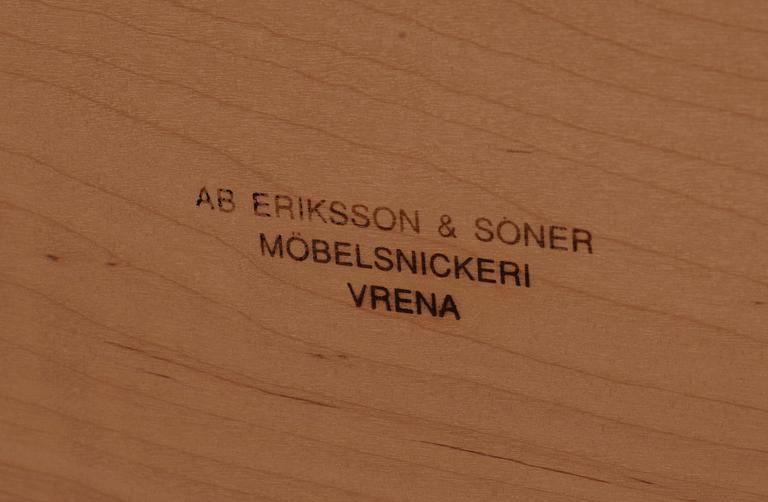 AB ERIKSSON & SÖNER
MÖBELSNICKERI
VRENA